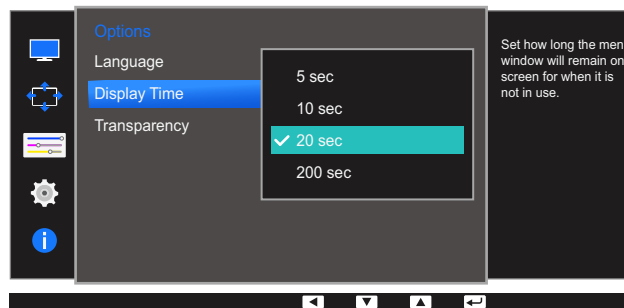 Options
Language
Display Time
Transparency
5 sec
10 sec
20 sec
200 sec
Set how long the men
window will remain on
screen for when it is
not in use.